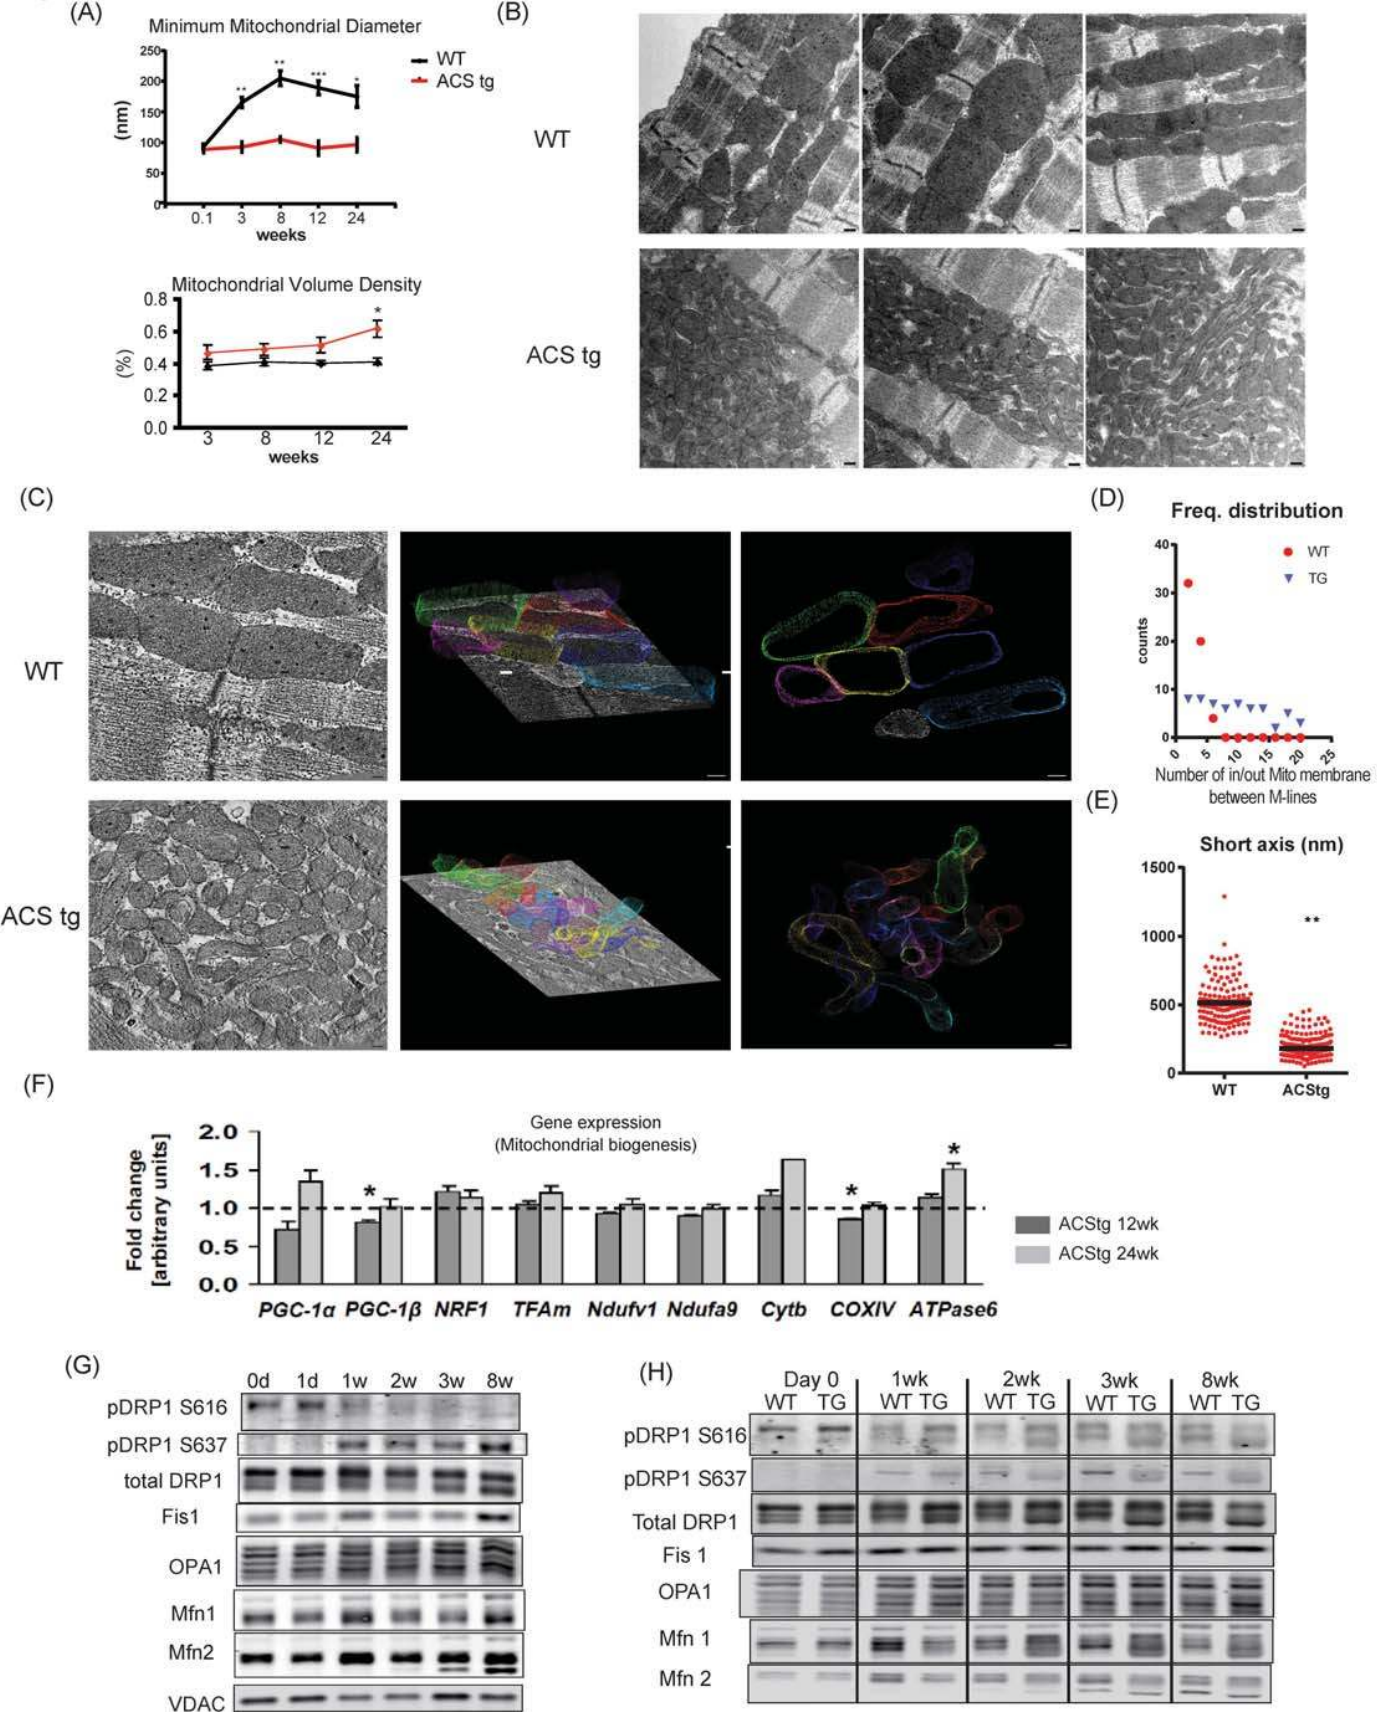 (A)
Minimum Mitochondrial Diameter
250
200
150
100
50
0
(nm)
** ** *** *
WT
ACS tg
0.1 3 8 12 24
weeks
Mitochondrial Volume Density
0.8
0.6
0.4
0.2
0.0
(%)
*
3 8 12 24
weeks
(B)
WT
ACS tg
(C)
WT
ACS tg
(D)
Freq. distribution
40
30
20
10
0
counts
WT
TG
0 5 10 15 20 25
Number of in/out Mito membrane
between M-lines
(E)
Short axis (nm)
1500
1000
500
0
**
WT ACStg
(F)
Gene expression
(Mitochondrial biogenesis)
Fold change
[arbitrary units]
2.0
1.5
1.0
0.5
0.0
* * *
ACStg 12wk
ACStg 24wk
PGC-1α PGC-1β NRF1 TFAm Ndufv1 Ndufa9 Cytb COXIV ATPase6
(G)
0d 1d 1w 2w 3w 8w
pDRP1 S616
pDRP1 S637
total DRP1
Fis1
OPA1
Mfn1
Mfn2
VDAC
(H)
Day 0 1wk 2wk 3wk 8wk
WT TG WT TG WT TG WT TG WT TG
pDRP1 S616
pDRP1 S637
Total DRP1
Fis 1
OPA1
Mfn 1
Mfn 2